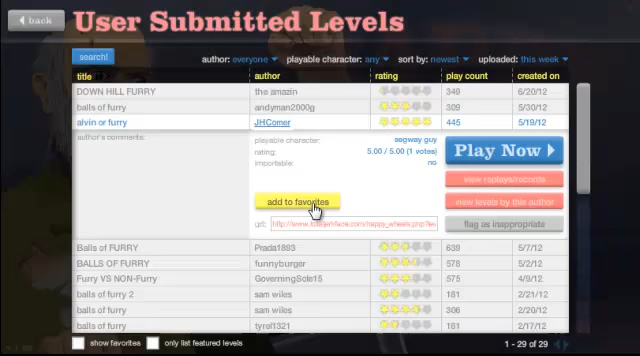 back
User Submitted Levels
search!
author: everyone playable character: any sort by: newest uploaded: this week
title author rating play count created on
DOWN HILL FURRY the amazin 349 6/20/12
balls of furry andyman2000g 309 5/30/12
alvin or furry JHComer 445 5/19/12
author's comments: playable character: segway guy
rating: 5.00 / 5.00 (1 votes)
importable: no
Play Now
view replays/records
add to favorites view levels by this author
url: flag as inappropriate
Balls of FURRY Prada1893 639 5/7/12
BALLS OF FURRY funnyburger 578 5/2/12
Furry VS NON-Furry GoverningSole15 575 4/9/12
balls of furry 2 sam wiles 181 2/21/12
balls of furry sam wiles 306 2/20/12
balls of furry tyrel1321 181 2/17/12
show favorites only list featured levels 1 - 29 of 29